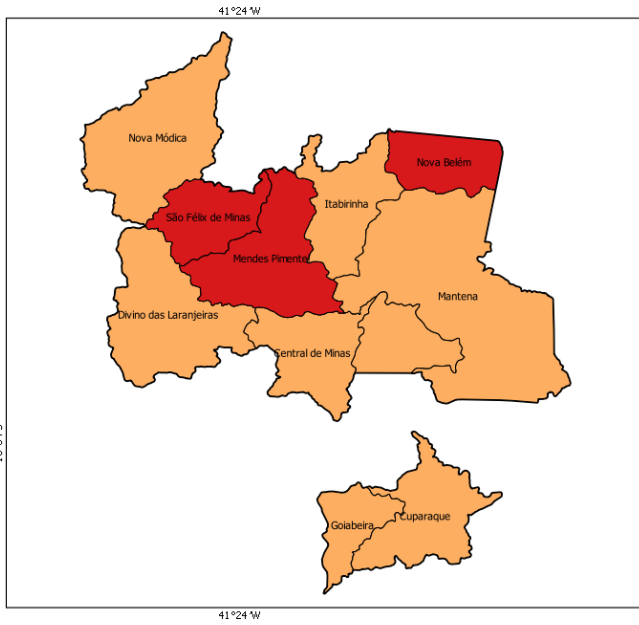 41°24'W
Nova Módica
Nova Belém
Itabirinha
São Félix de Minas
Mendes Pimente
Mantena
Divino das Laranjeiras
Central de Minas
Cuparaque
Goiabeira
41°24'W